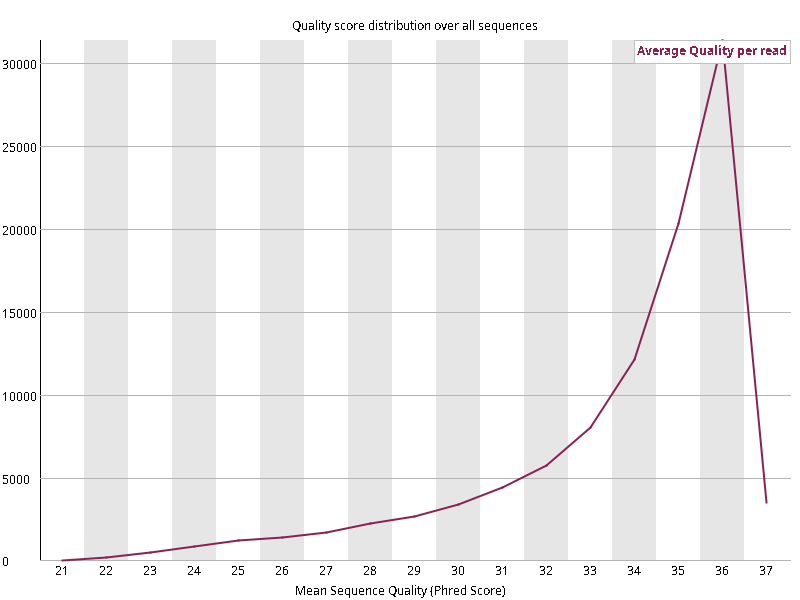 Quality score distribution over all sequences
Average Quality per read
30000
25000
20000
15000
10000
5000
0
21 22 23 24 25 26 27 28 29 30 31 32 33 34 35 36 37
Mean Sequence Quality (Phred Score)